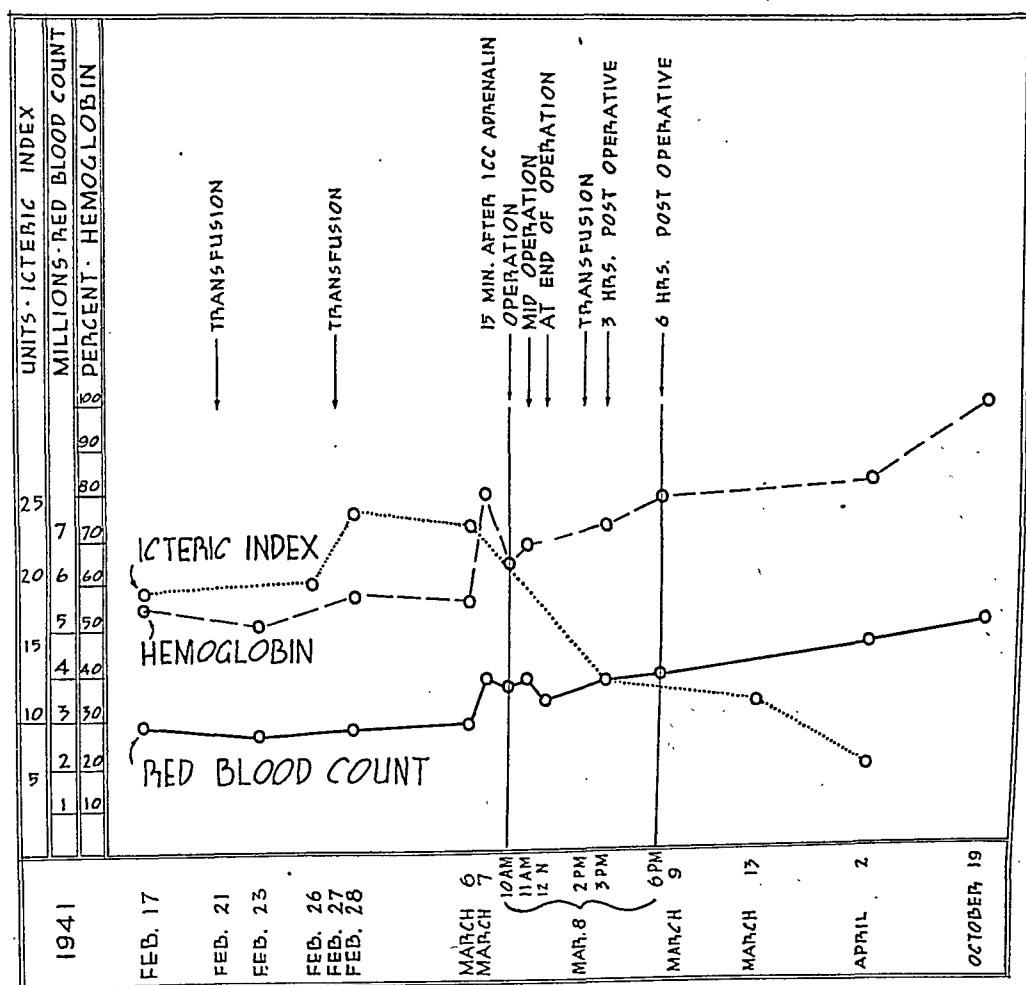 UNITS · ICTERIC INDEX
MILLIONS · RED BLOOD COUNT
PERCENT · HEMOGLOBIN
TRANSFUSION
TRANSFUSION
15 MIN. AFTER 1CC ADRENALIN
OPERATION
MID OPERATION
AT END OF OPERATION
TRANSFUSION
3 HRS. POST OPERATIVE
6 HRS. POST OPERATIVE
25
20
15
10
5
7
6
5
4
3
2
1
100
90
80
70
60
50
40
30
20
10
ICTERIC INDEX
HEMOGLOBIN
RED BLOOD COUNT
1941
FEB. 17
FEB. 21
FEB. 23
FEB. 26
FEB. 27
FEB. 28
MARCH 6
MARCH 7
10 AM
11 AM
12 N
2 PM
3 PM
6 PM
MAR. 8
MARCH 9
MARCH 13
APRIL 2
OCTOBER 19